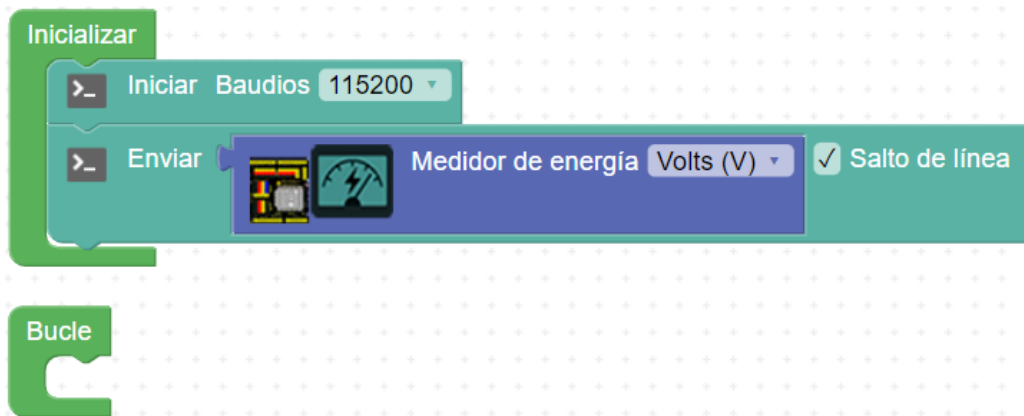 Inicializar
>_ Iniciar Baudios 115200
>_ Enviar Medidor de energía Volts (V) ✓ Salto de línea
Bucle